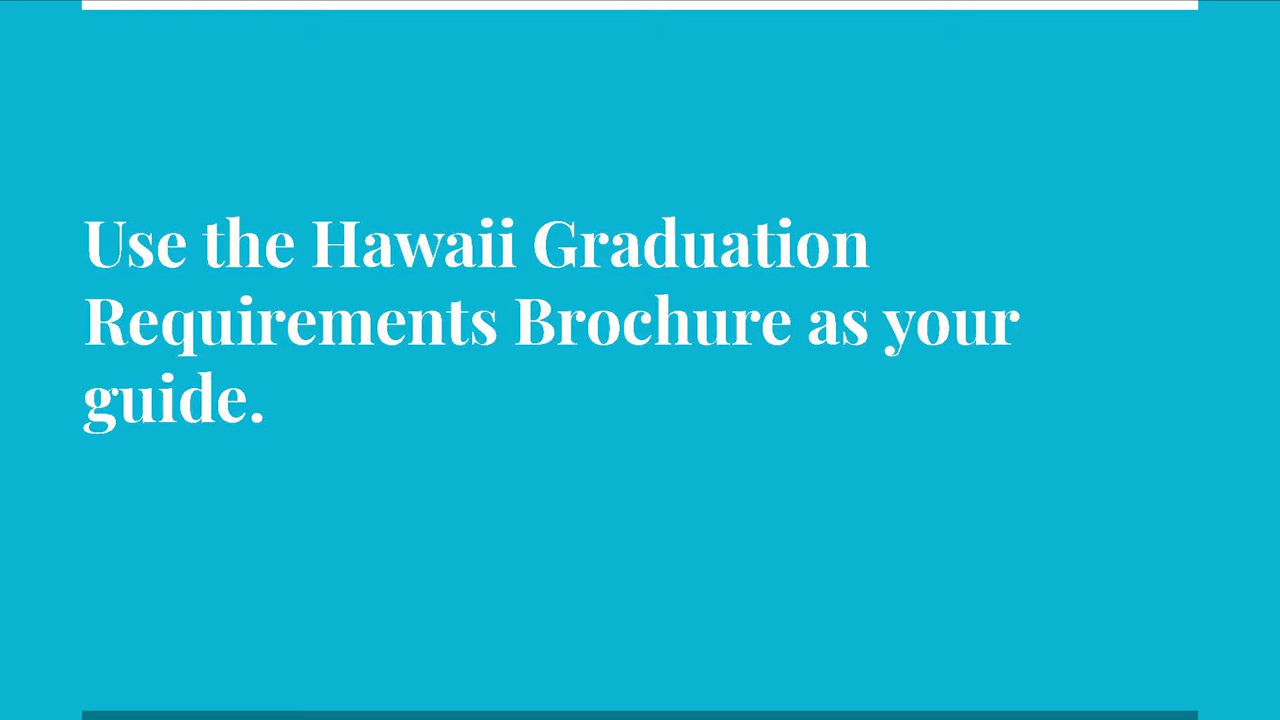 Use the Hawaii Graduation
Requirements Brochure as your
guide.